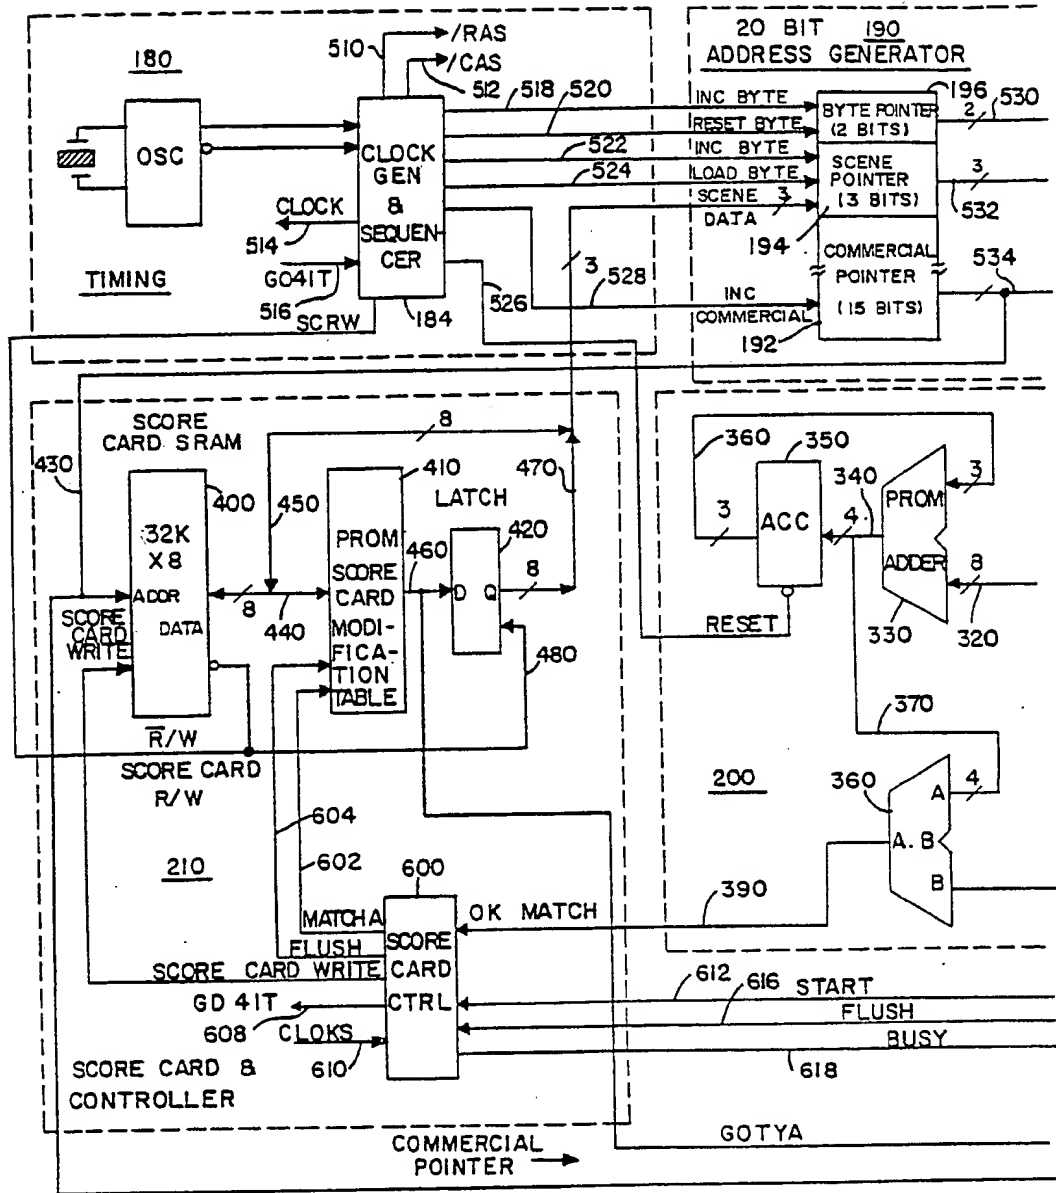 180
OSC
TIMING
510
/RAS
/CAS
512
518
520
522
524
CLOCK
GEN
&
SEQUEN-
CER
CLOCK
514
GO41T
516
SCRW
184
526
3
528
20 BIT
190
ADDRESS GENERATOR
196
INC BYTE
RESET BYTE
INC BYTE
LOAD BYTE
SCENE
DATA
3
BYTE POINTER
(2 BITS)
SCENE
POINTER
(3 BITS)
194
COMMERCIAL
POINTER
(15 BITS)
INC
COMMERCIAL
192
2
530
3
532
534
SCORE
CARD SRAM
430
400
32K
X 8
ADDR
DATA
SCORE
CARD
WRITE
R/W
SCORE CARD
R/W
450
8
8
440
410
PROM
SCORE
CARD
MODI-
FICA-
TION
TABLE
LATCH
460
420
D Q
8
470
480
604
602
210
600
MATCHA
FLUSH
SCORE CARD WRITE
GD 41T
608
CLOKS
610
SCORE
CARD
CTRL
SCORE CARD &
CONTROLLER
360
350
340
3
ACC
4
PROM
ADDER
3
8
RESET
330
320
370
200
360
A
A.B
B
4
390
OK MATCH
612
616
START
FLUSH
BUSY
618
GOTYA
COMMERCIAL
POINTER